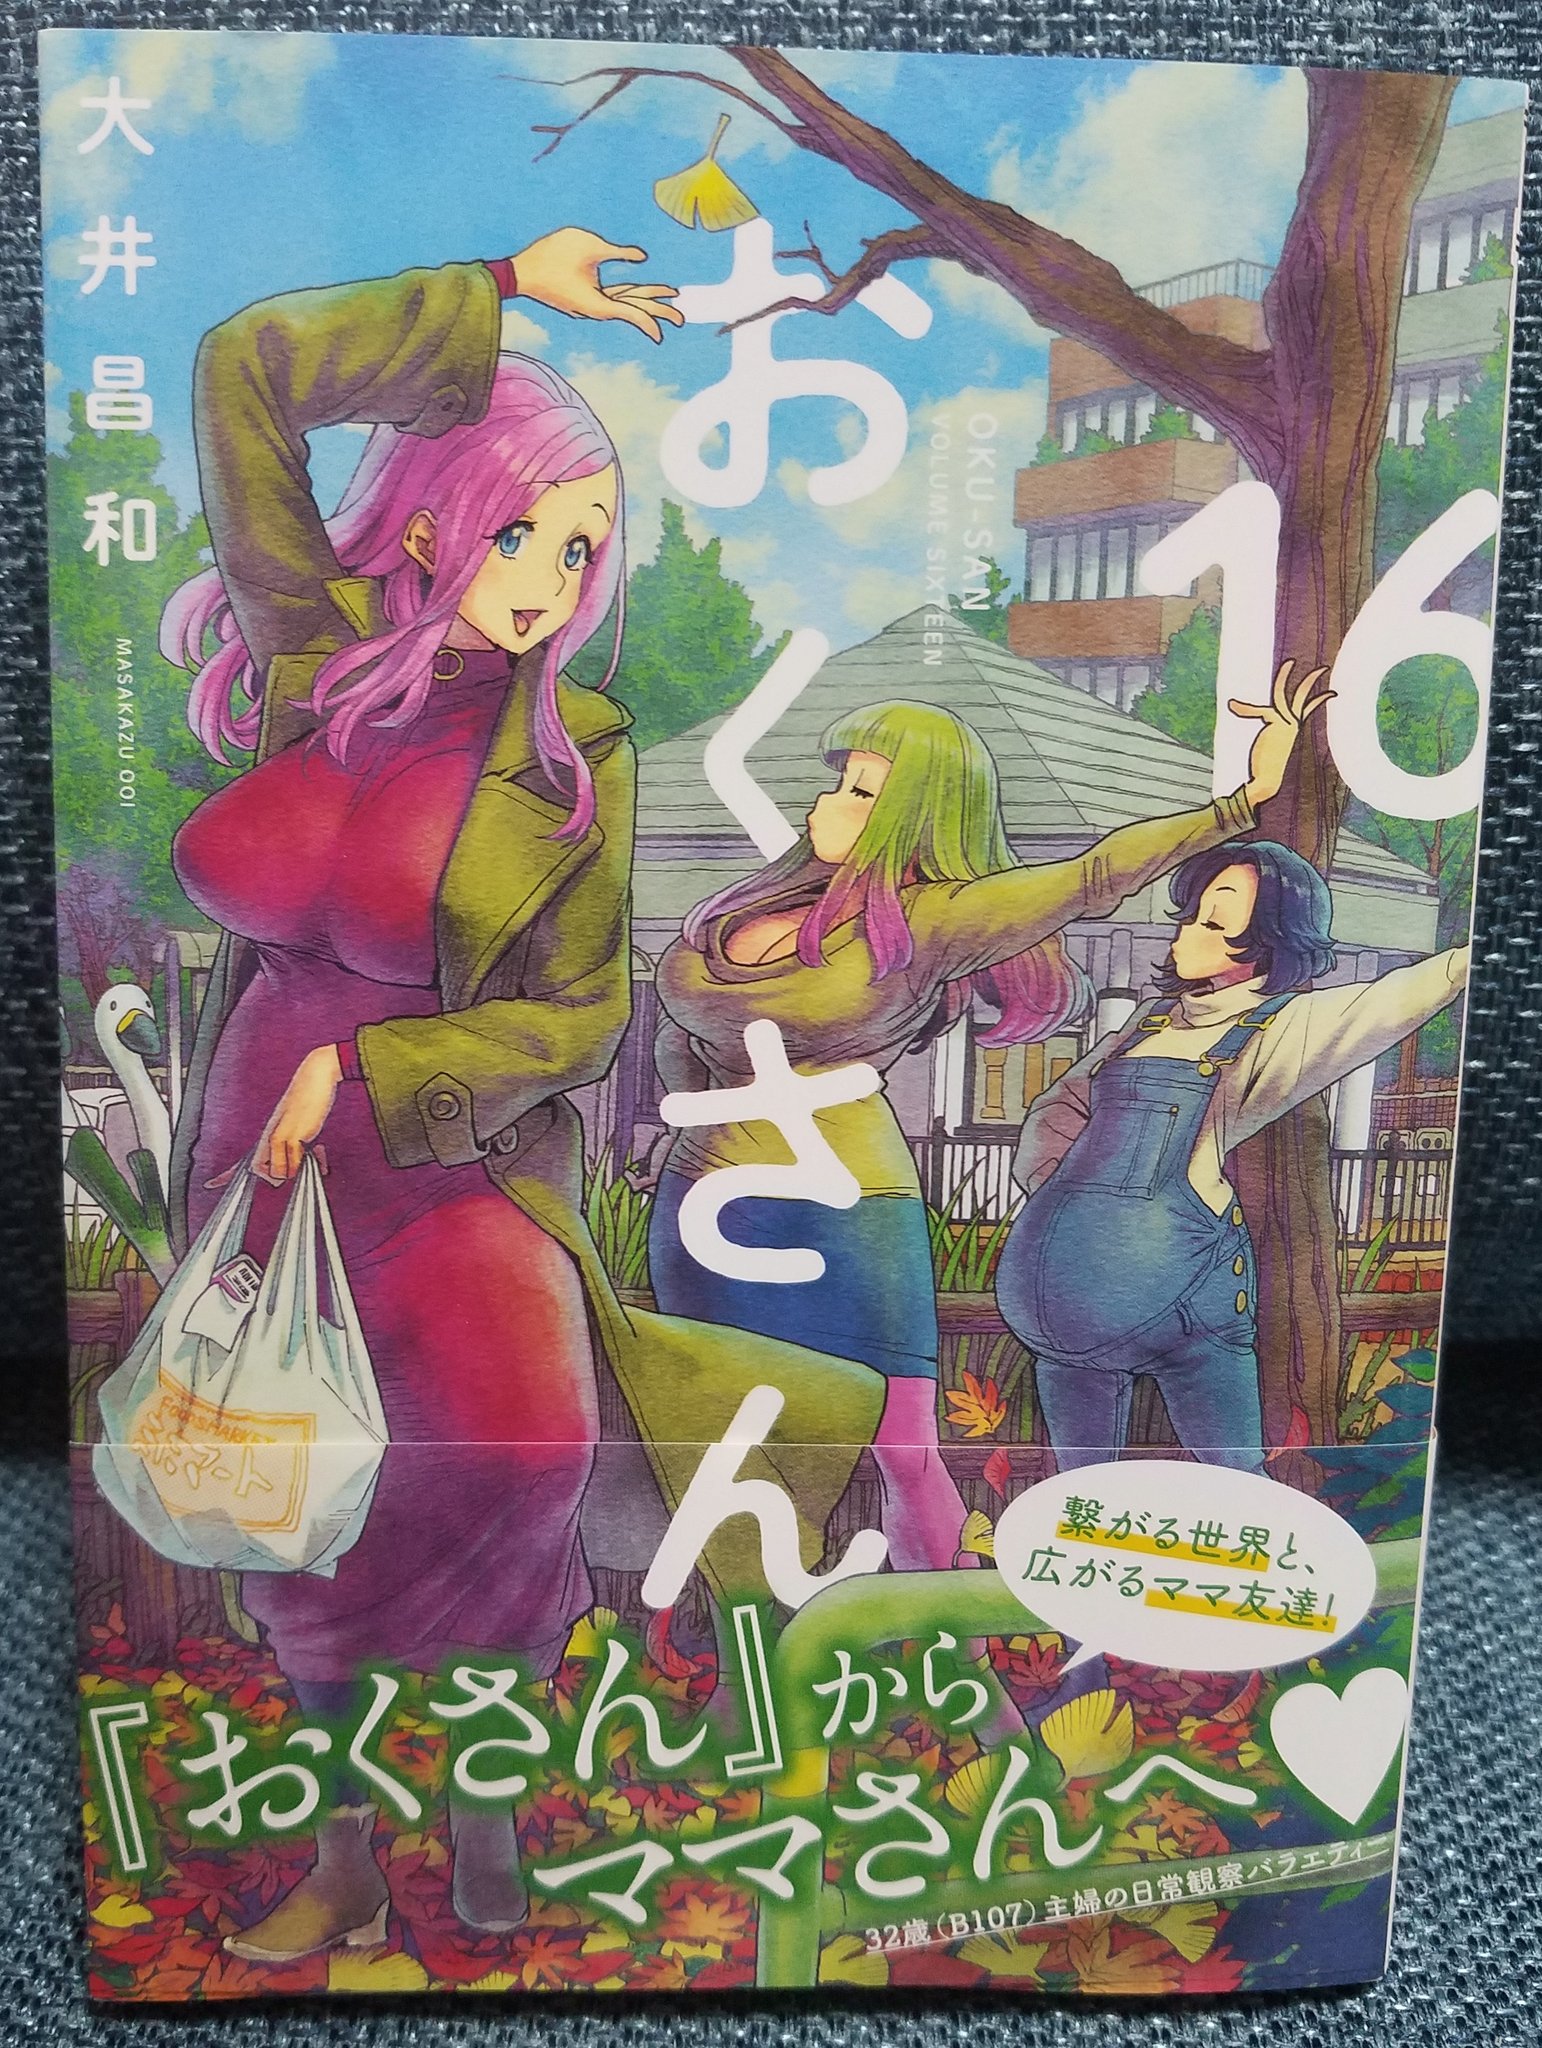 大井昌和
MASAKAZU OOI
おくさん
OKU-SAN
VOLUME SIXTEEN
16
FOODSMARKET
繋がる世界と、
広がるママ友達!
『おくさん』から
ママさんへ♥
32歳(B107)主婦の日常観察バラエティー